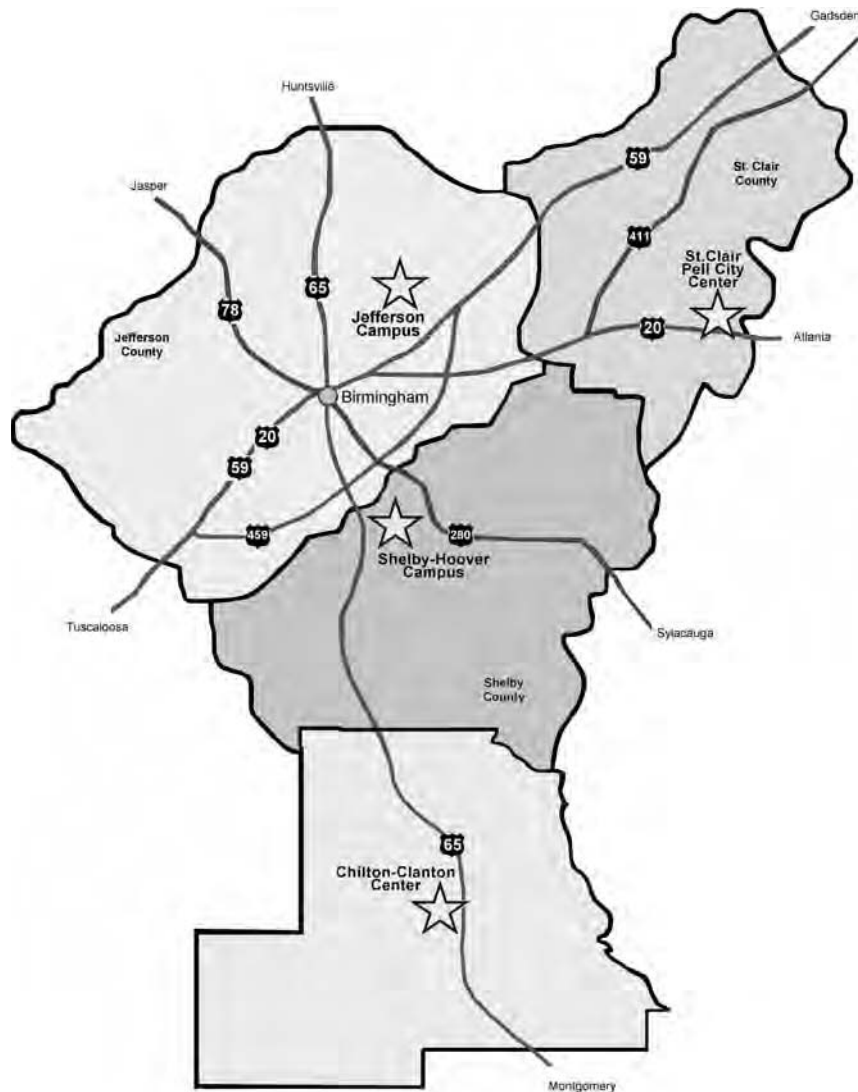 Gadsden
Huntsville
59
St. Clair
County
Jasper
411
St.Clair
Pell City
Center
65
78
Jefferson
Campus
20
Jefferson
County
Atlanta
Birmingham
20
59
459
280
Shelby-Hoover
Campus
Tuscaloosa
Sylacauga
Shelby
County
65
Chilton-Clanton
Center
Montgomery